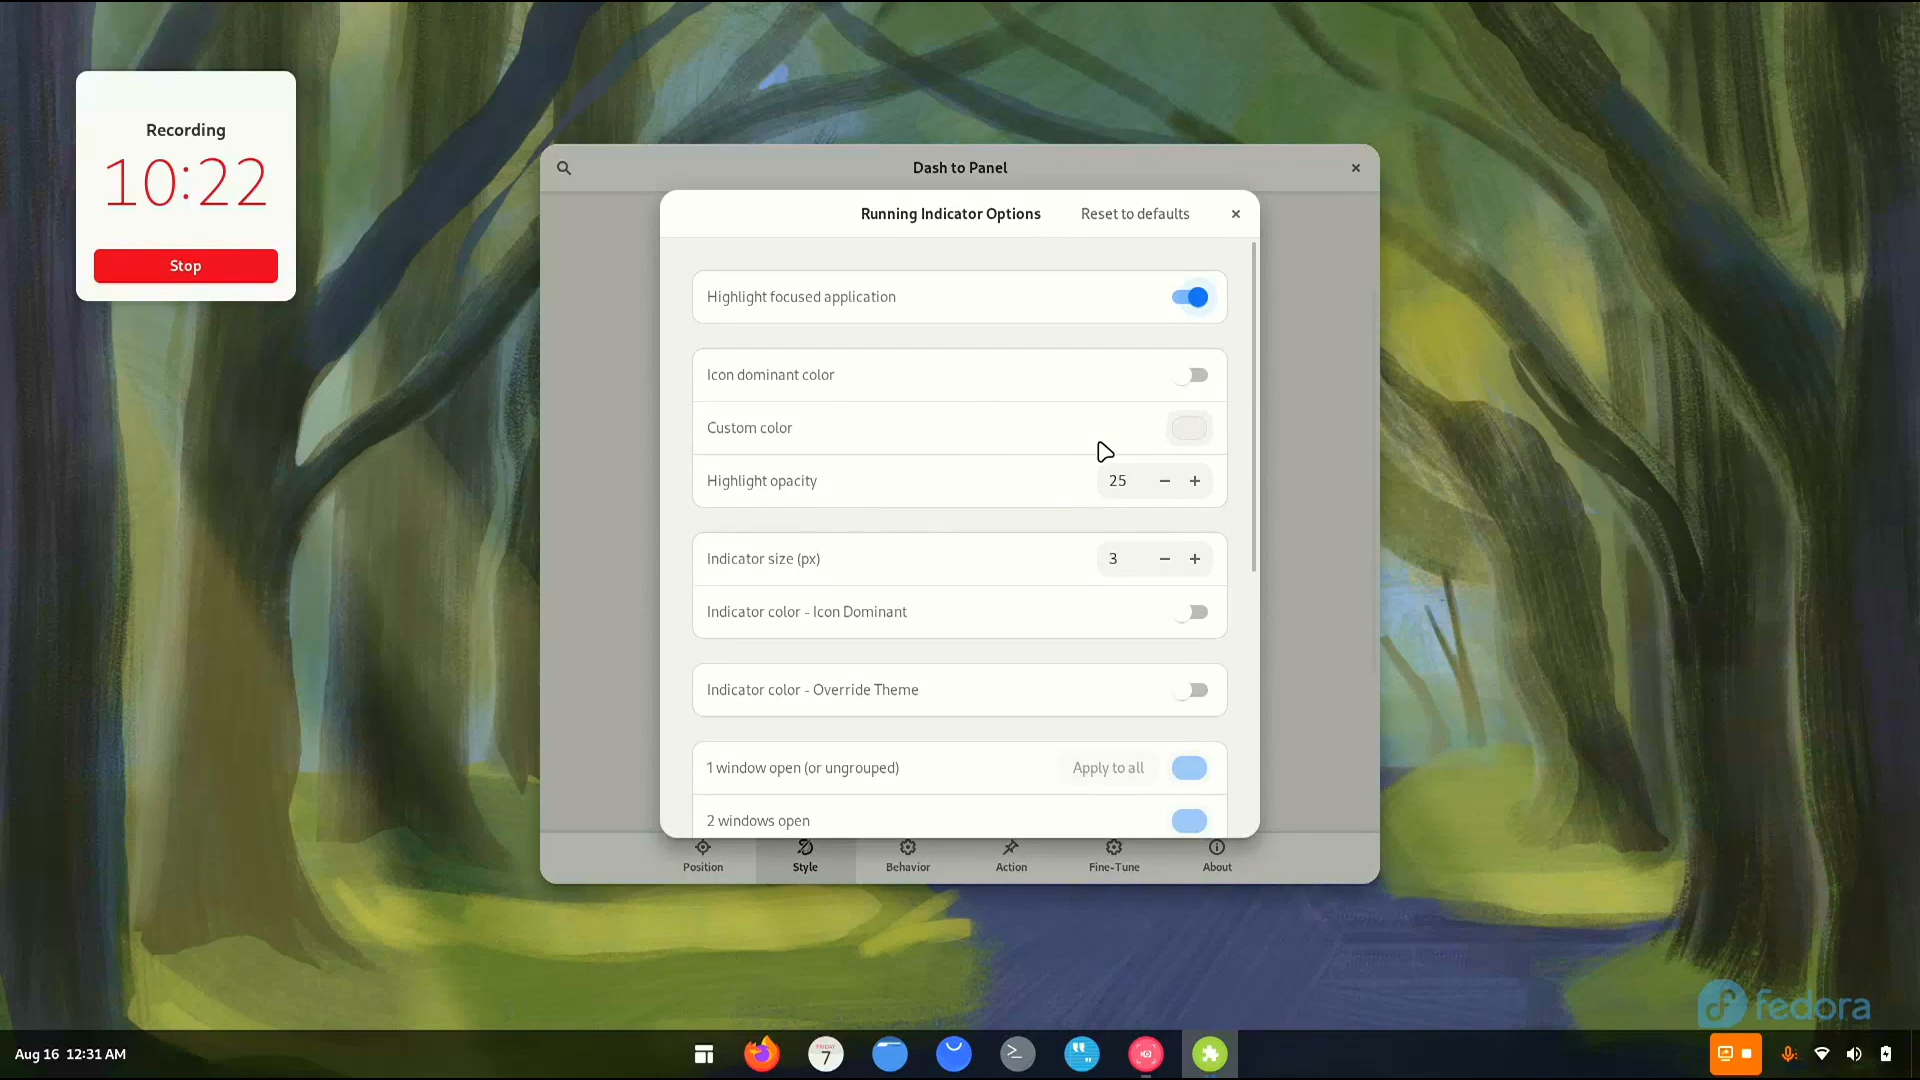 Recording
10:22
Stop
Dash to Panel
Running Indicator Options
Reset to defaults
Highlight focused application
Icon dominant color
Custom color
Highlight opacity
25
Indicator size (px)
3
Indicator color - Icon Dominant
Indicator color - Override Theme
1 window open (or ungrouped)
Apply to all
2 windows open
Position
Style
Behavior
Action
Fine-Tune
About
fedora
Aug 16 12:31 AM
FRIDAY
7